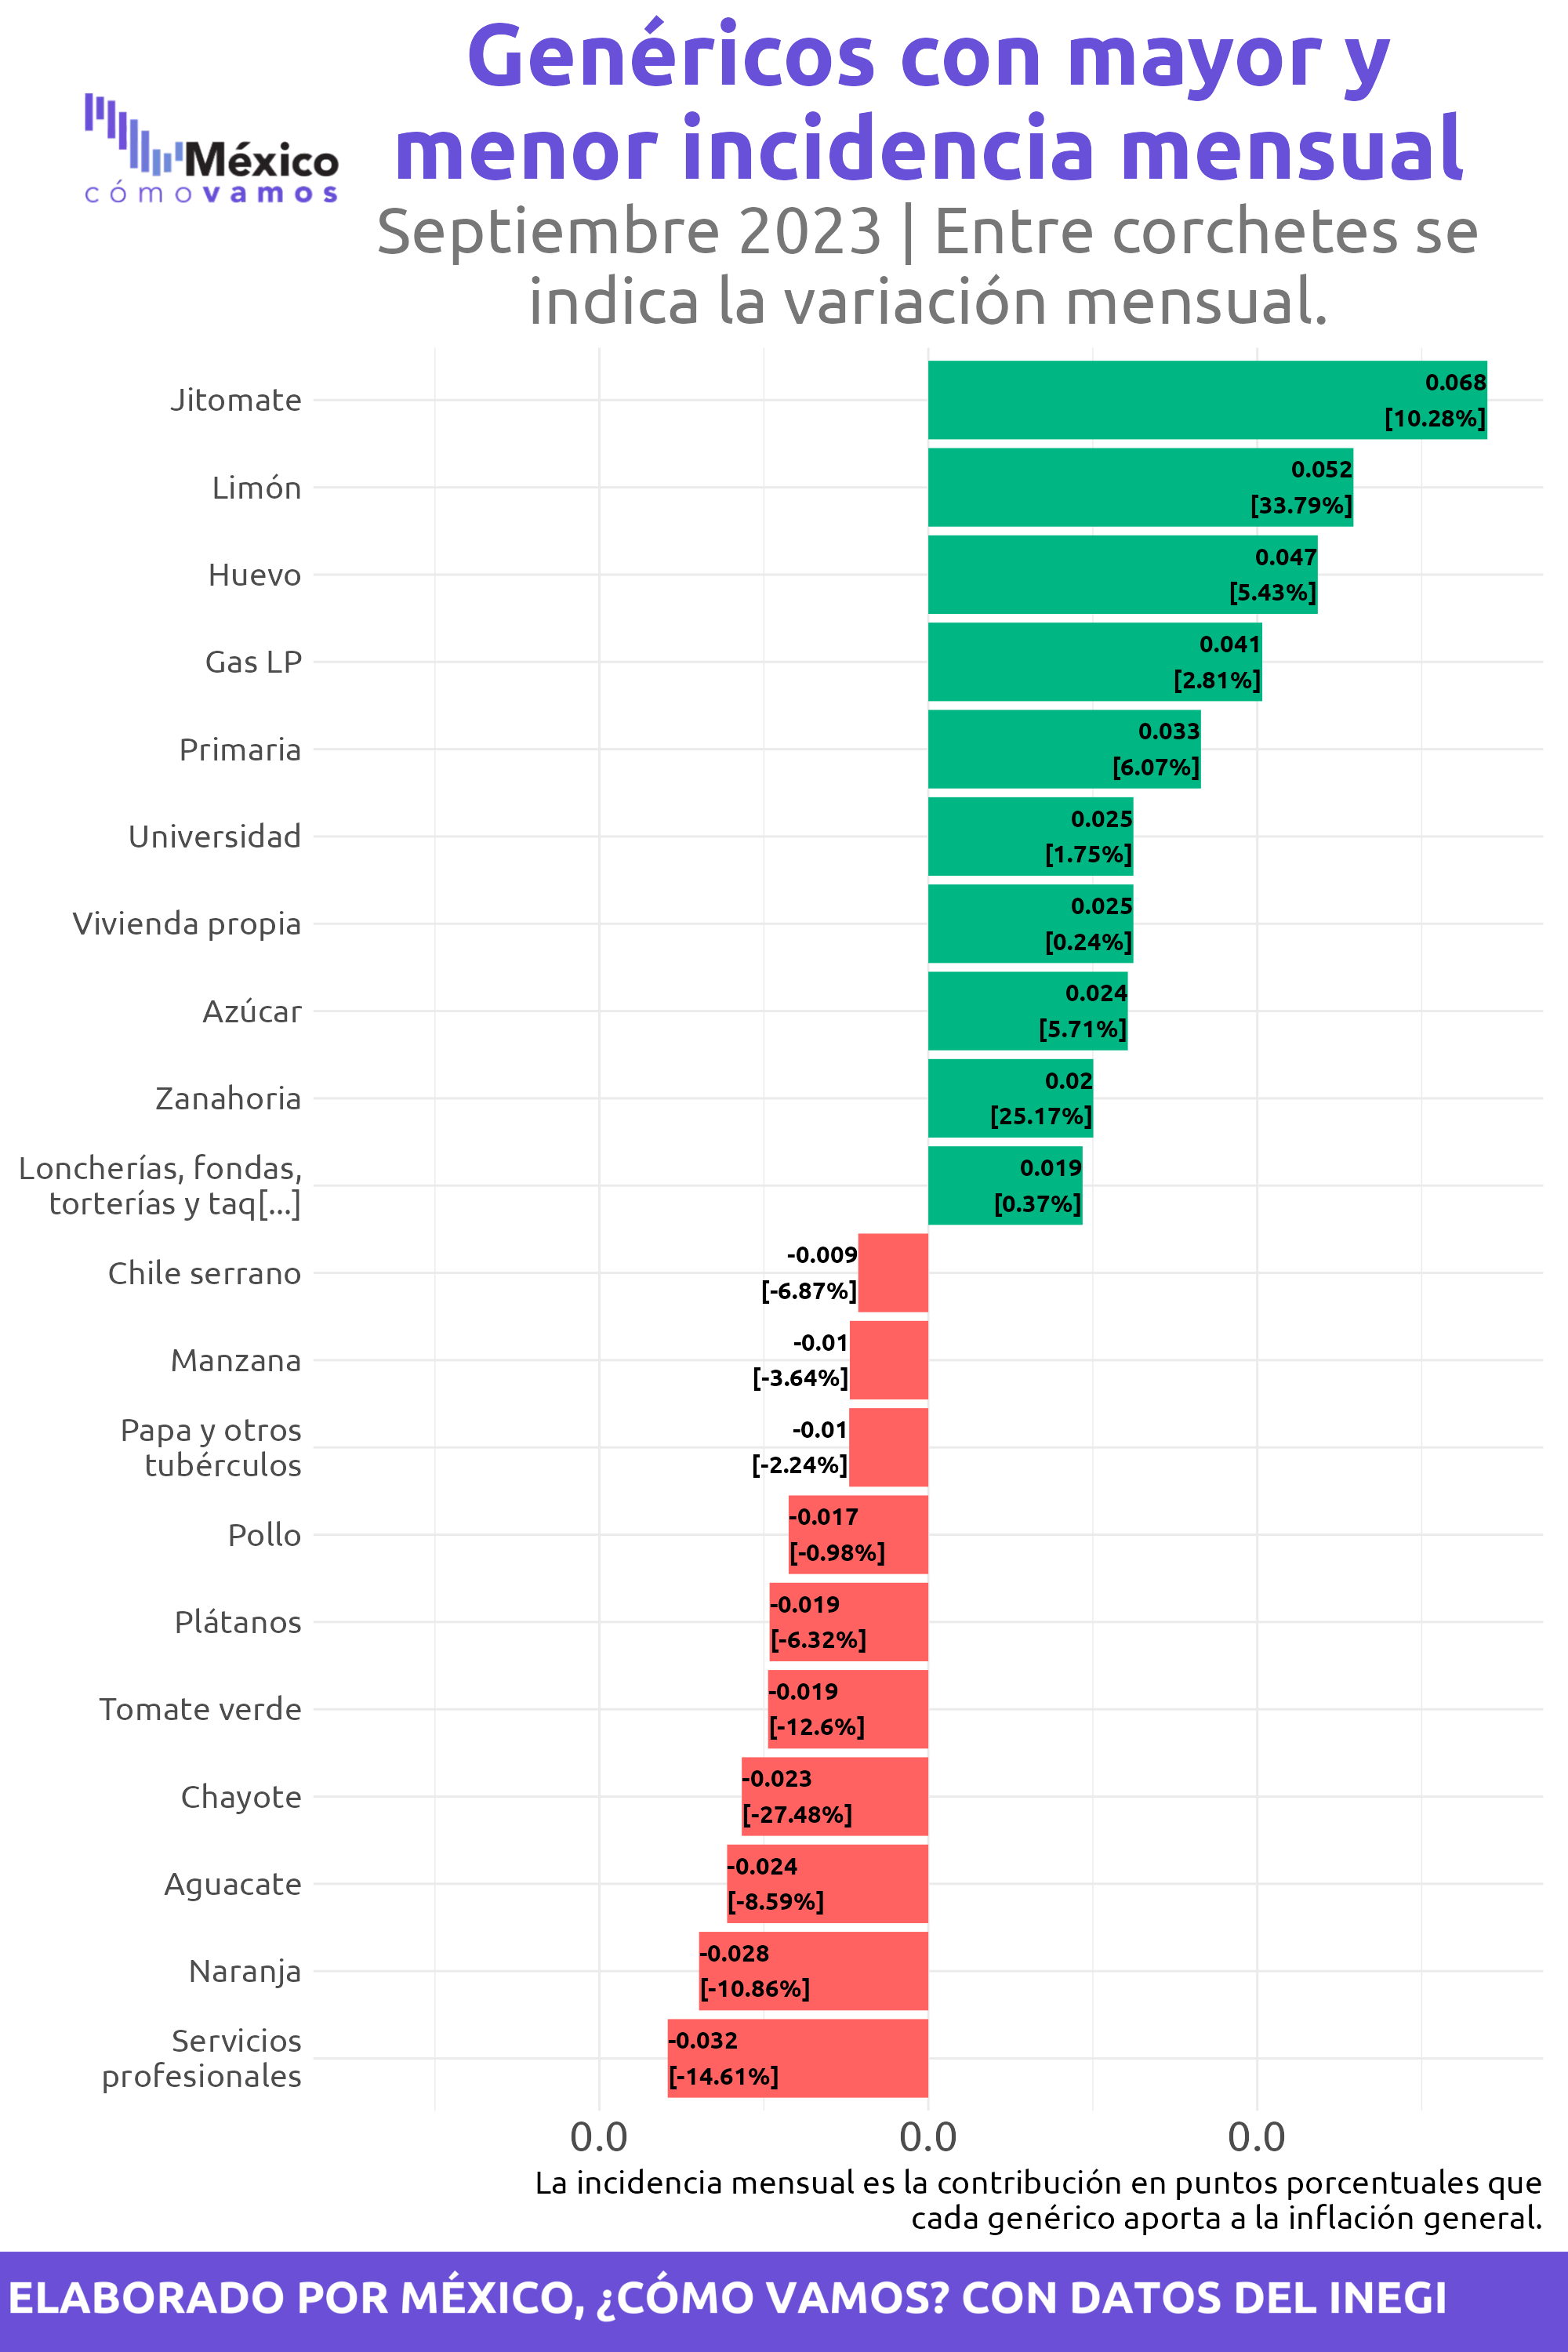 Genéricos con mayor y
menor incidencia mensual
México
cómovamos
Septiembre 2023 | Entre corchetes se
indica la variación mensual.
Jitomate
0.068
[10.28%]
Limón
0.052
[33.79%]
Huevo
0.047
[5.43%]
Gas LP
0.041
[2.81%]
Primaria
0.033
[6.07%]
Universidad
0.025
[1.75%]
Vivienda propia
0.025
[0.24%]
Azúcar
0.024
[5.71%]
Zanahoria
0.02
[25.17%]
Loncherías, fondas,
torterías y taq[...]
0.019
[0.37%]
Chile serrano
-0.009
[-6.87%]
Manzana
-0.01
[-3.64%]
Papa y otros
tubérculos
-0.01
[-2.24%]
Pollo
-0.017
[-0.98%]
Plátanos
-0.019
[-6.32%]
Tomate verde
-0.019
[-12.6%]
Chayote
-0.023
[-27.48%]
Aguacate
-0.024
[-8.59%]
Naranja
-0.028
[-10.86%]
Servicios
profesionales
-0.032
[-14.61%]
0.0 0.0 0.0
La incidencia mensual es la contribución en puntos porcentuales que
cada genérico aporta a la inflación general.
ELABORADO POR MÉXICO, ¿CÓMO VAMOS? CON DATOS DEL INEGI